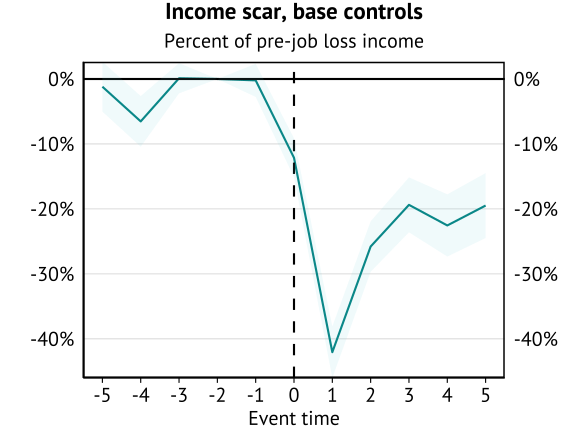 Income scar, base controls
Percent of pre-job loss income
0% 0%
-10% -10%
-20% -20%
-30% -30%
-40% -40%
-5 -4 -3 -2 -1 0 1 2 3 4 5
Event time